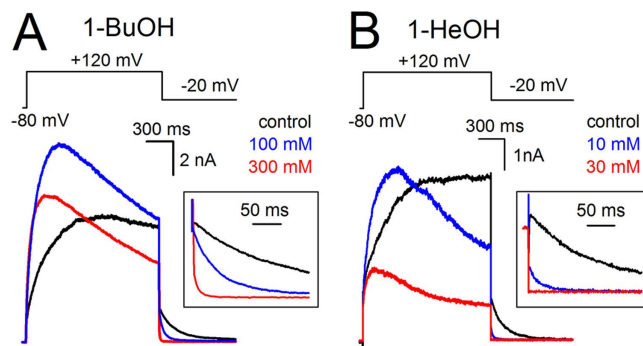 A 1-BuOH
+120 mV
-20 mV
-80 mV
300 ms
2 nA
control
100 mM
300 mM
50 ms
B 1-HeOH
+120 mV
-20 mV
-80 mV
300 ms
1nA
control
10 mM
30 mM
50 ms